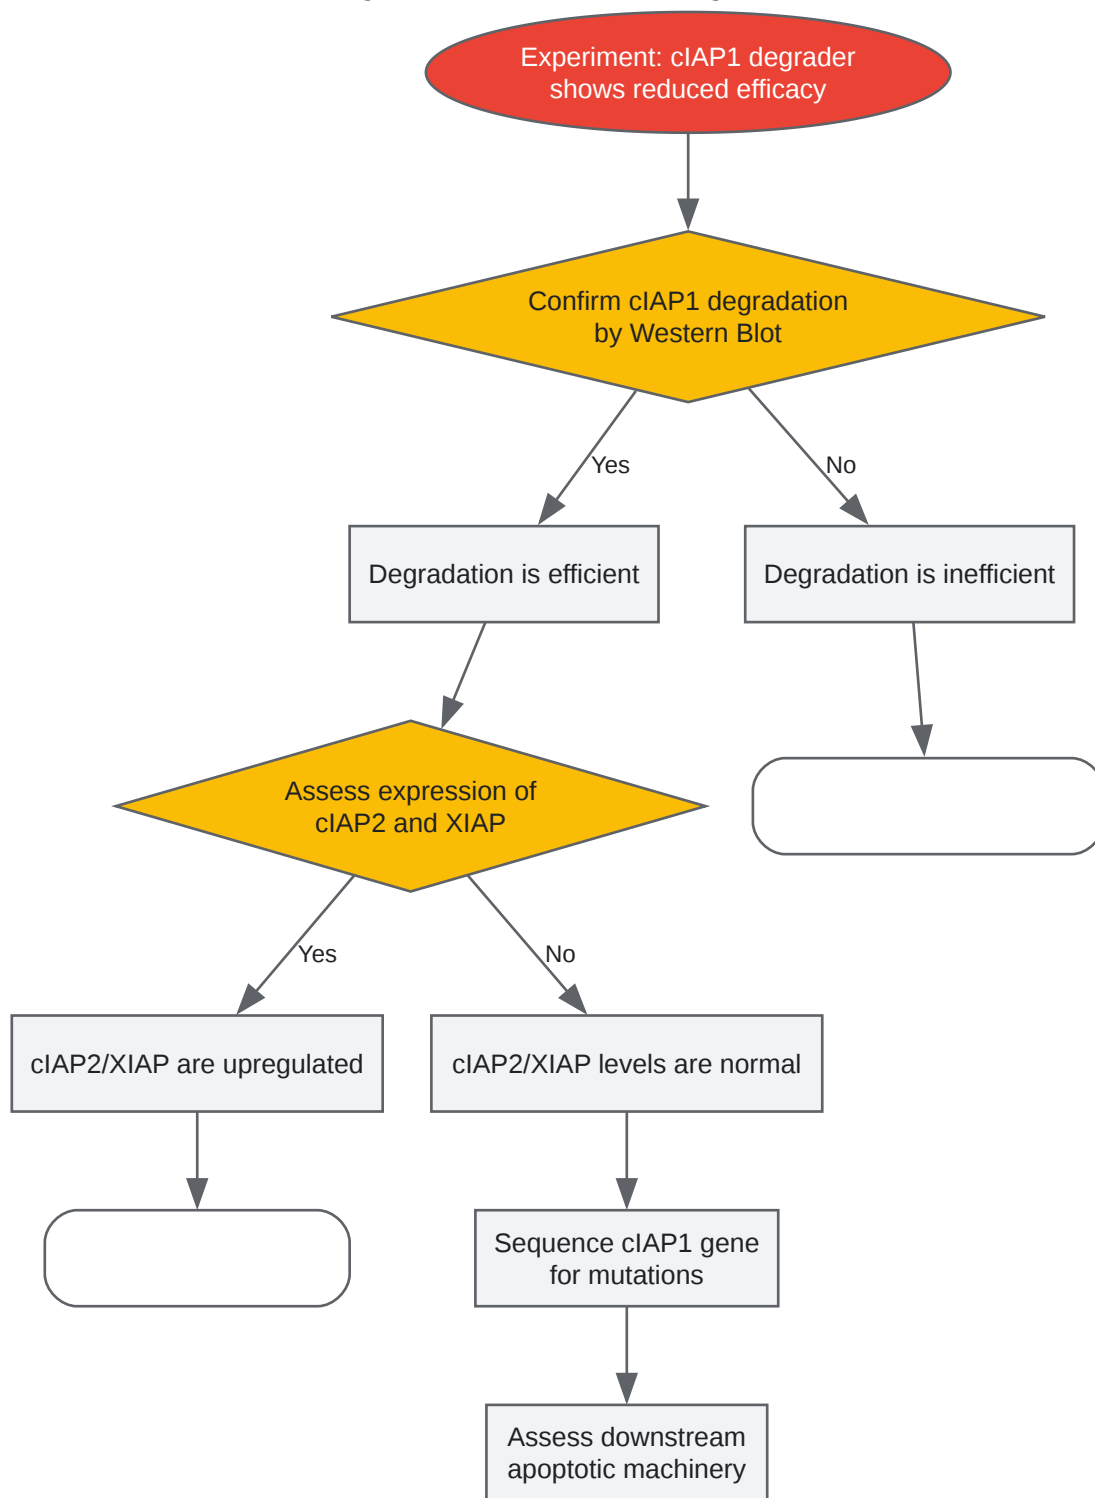 Experiment: cIAP1 degrader
shows reduced efficacy
Confirm cIAP1 degradation
by Western Blot
Yes
No
Degradation is efficient
Degradation is inefficient
Assess expression of
cIAP2 and XIAP
Yes
No
cIAP2/XIAP are upregulated
cIAP2/XIAP levels are normal
Sequence cIAP1 gene
for mutations
Assess downstream
apoptotic machinery